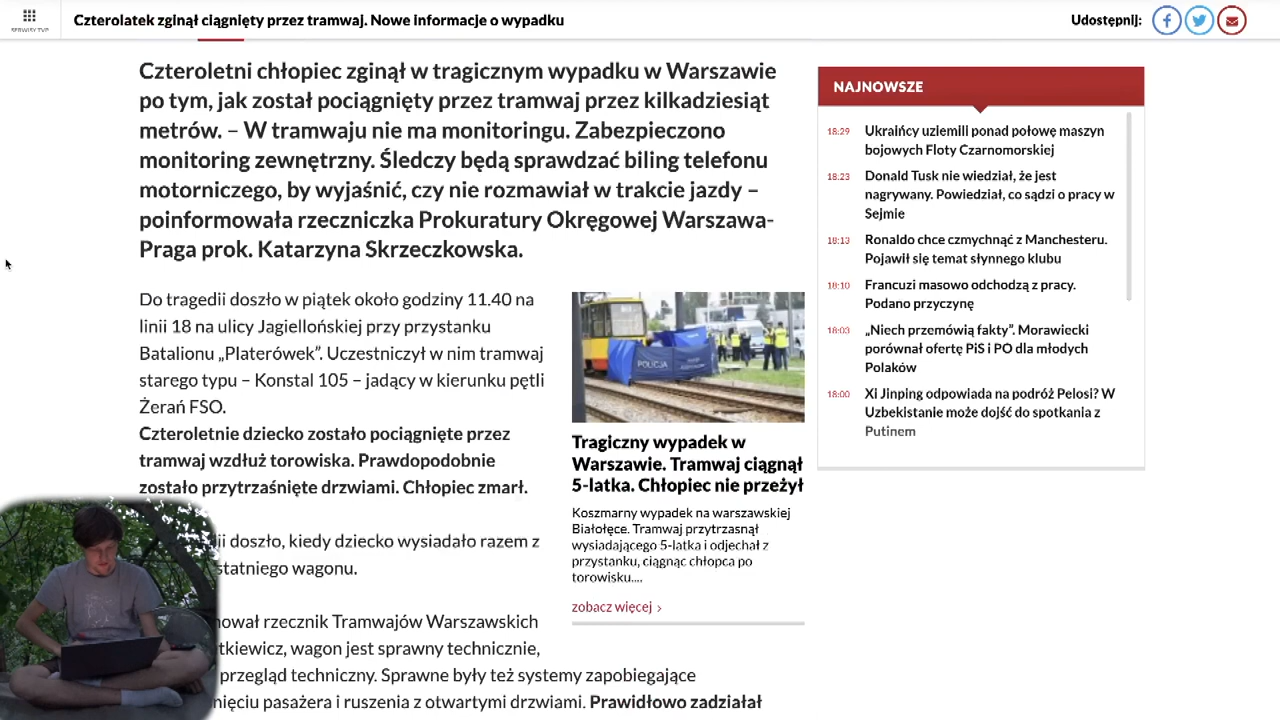 SERWISY TVP
Czterolatek zginął ciągnięty przez tramwaj. Nowe informacje o wypadku
Udostępnij:
Czteroletni chłopiec zginął w tragicznym wypadku w Warszawie
po tym, jak został pociągnięty przez tramwaj przez kilkadziesiąt
metrów. – W tramwaju nie ma monitoringu. Zabezpieczono
monitoring zewnętrzny. Śledczy będą sprawdzać biling telefonu
motorniczego, by wyjaśnić, czy nie rozmawiał w trakcie jazdy –
poinformowała rzeczniczka Prokuratury Okręgowej Warszawa-
Praga prok. Katarzyna Skrzeczkowska.
Do tragedii doszło w piątek około godziny 11.40 na
linii 18 na ulicy Jagiellońskiej przy przystanku
Batalionu „Platerówek”. Uczestniczył w nim tramwaj
starego typu – Konstal 105 – jadący w kierunku pętli
Żerań FSO.
Czteroletnie dziecko zostało pociągnięte przez
tramwaj wzdłuż torowiska. Prawdopodobnie
zostało przytrzaśnięte drzwiami. Chłopiec zmarł.
doszło, kiedy dziecko wysiadało razem z
wagonu.
rzecznik Tramwajów Warszawskich
wagon jest sprawny technicznie,
przegląd techniczny. Sprawne były też systemy zapobiegające
pasażera i ruszenia z otwartymi drzwiami. Prawidłowo zadziałał
POLICJA
Tragiczny wypadek w
Warszawie. Tramwaj ciągnął
5-latka. Chłopiec nie przeżył
Koszmarny wypadek na warszawskiej
Białołęce. Tramwaj przytrzasnął
wysiadającego 5-latka i odjechał z
przystanku, ciągnąc chłopca po
torowisku....
zobacz więcej
NAJNOWSZE
18:29 Ukraińcy uziemili ponad połowę maszyn
bojowych Floty Czarnomorskiej
18:23 Donald Tusk nie wiedział, że jest
nagrywany. Powiedział, co sądzi o pracy w
Sejmie
18:13 Ronaldo chce czmychnąć z Manchesteru.
Pojawił się temat słynnego klubu
18:10 Francuzi masowo odchodzą z pracy.
Podano przyczynę
18:03 „Niech przemówią fakty”. Morawiecki
porównał ofertę PiS i PO dla młodych
Polaków
18:00 Xi Jinping odpowiada na podróż Pelosi? W
Uzbekistanie może dojść do spotkania z
Putinem